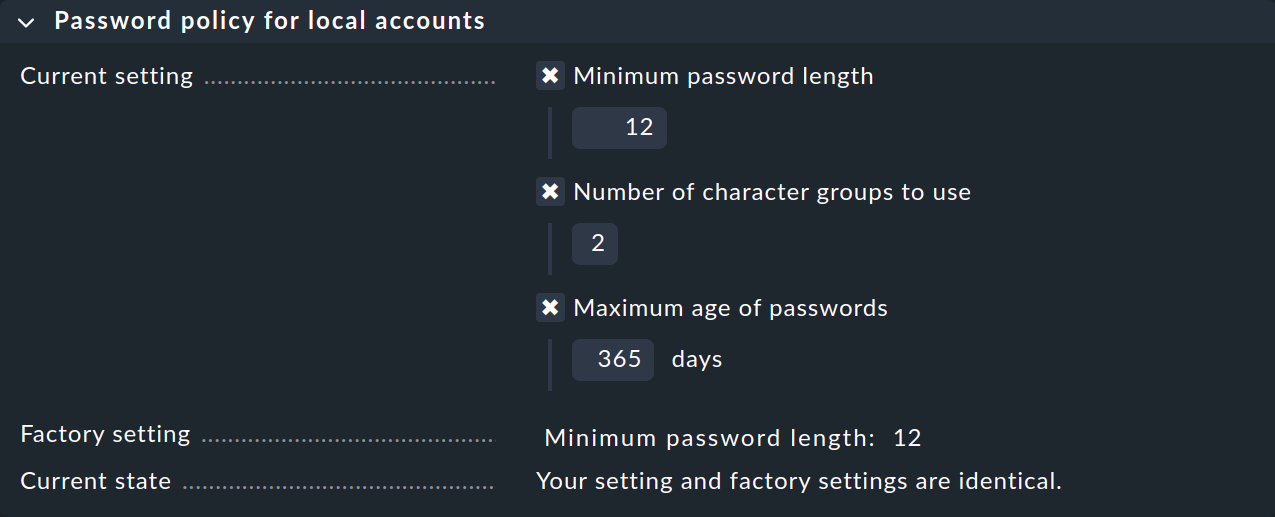 Password policy for local accounts
Current setting
Minimum password length
12
Number of character groups to use
2
Maximum age of passwords
365 days
Factory setting Minimum password length: 12
Current state Your setting and factory settings are identical.